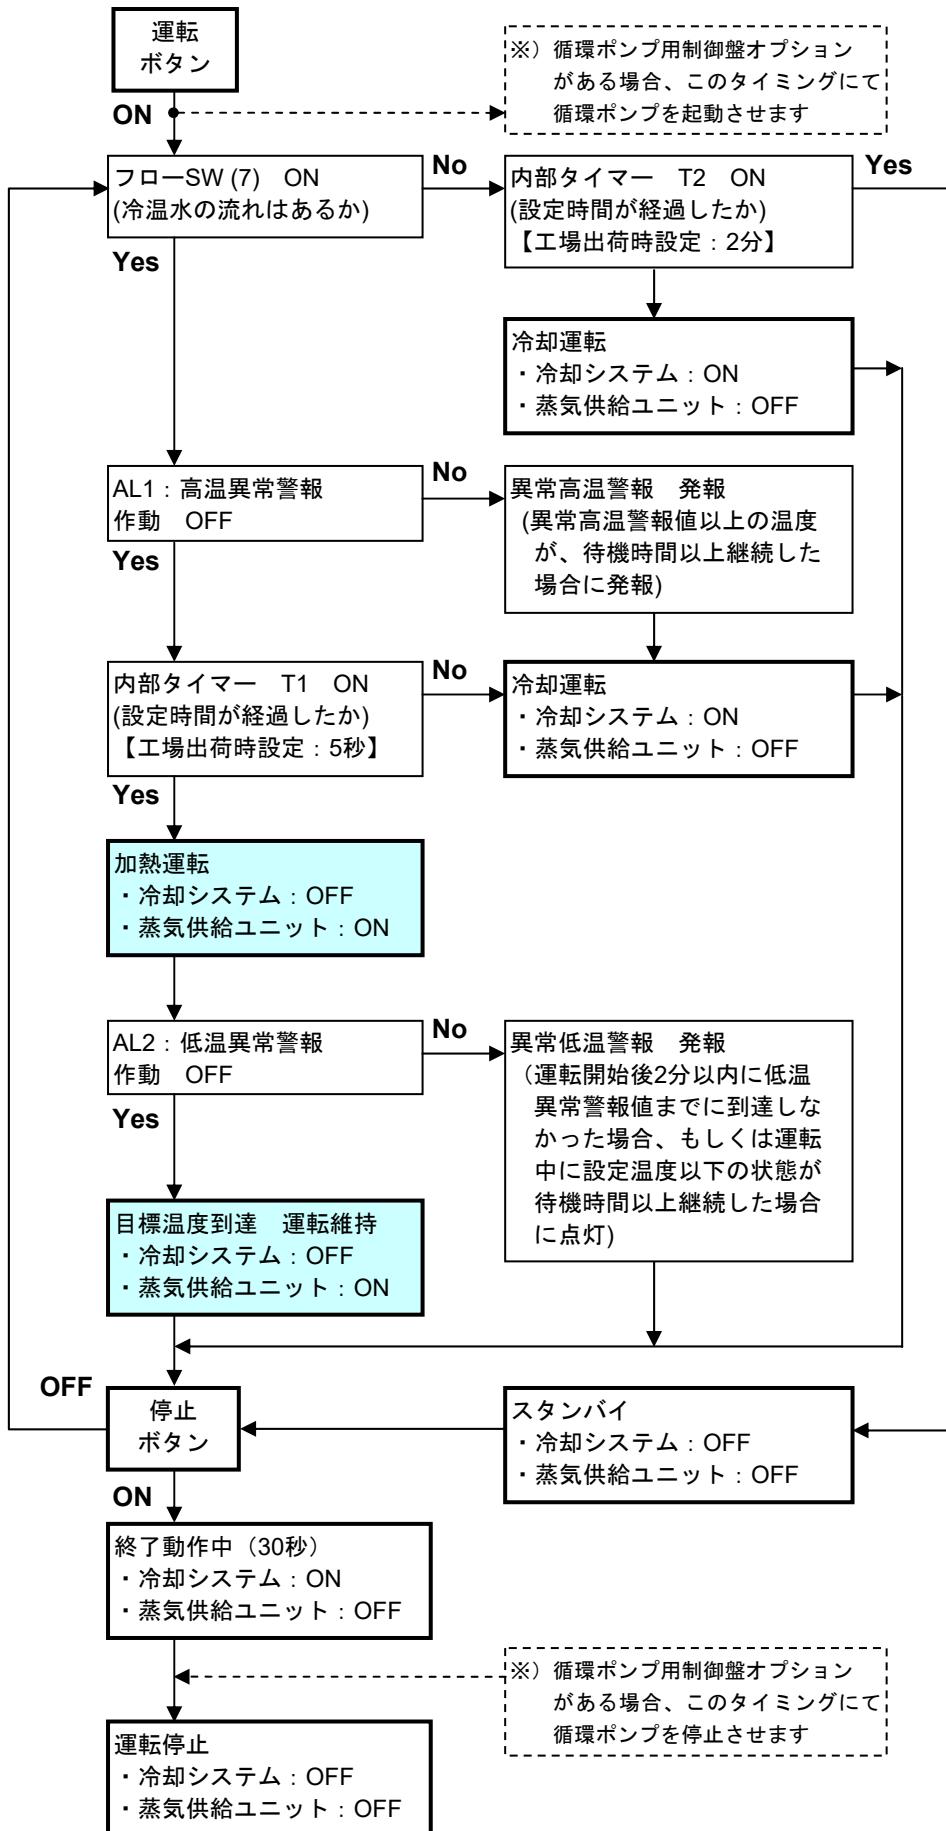 運転
ボタン
※）循環ポンプ用制御盤オプション
がある場合、このタイミングにて
循環ポンプを起動させます
ON
フローSW (7)　ON
(冷温水の流れはあるか)
No
内部タイマー　T2　ON
(設定時間が経過したか)
【工場出荷時設定：2分】
Yes
Yes
冷却運転
・冷却システム：ON
・蒸気供給ユニット：OFF
AL1：高温異常警報
作動　OFF
No
異常高温警報　発報
(異常高温警報値以上の温度
が、待機時間以上継続した
場合に発報)
Yes
内部タイマー　T1　ON
(設定時間が経過したか)
【工場出荷時設定：5秒】
No
冷却運転
・冷却システム：ON
・蒸気供給ユニット：OFF
Yes
加熱運転
・冷却システム：OFF
・蒸気供給ユニット：ON
AL2：低温異常警報
作動　OFF
No
異常低温警報　発報
（運転開始後2分以内に低温
異常警報値までに到達しな
かった場合、もしくは運転
中に設定温度以下の状態が
待機時間以上継続した場合
に点灯)
Yes
目標温度到達　運転維持
・冷却システム：OFF
・蒸気供給ユニット：ON
OFF
停止
ボタン
スタンバイ
・冷却システム：OFF
・蒸気供給ユニット：OFF
ON
終了動作中（30秒）
・冷却システム：ON
・蒸気供給ユニット：OFF
※）循環ポンプ用制御盤オプション
がある場合、このタイミングにて
循環ポンプを停止させます
運転停止
・冷却システム：OFF
・蒸気供給ユニット：OFF